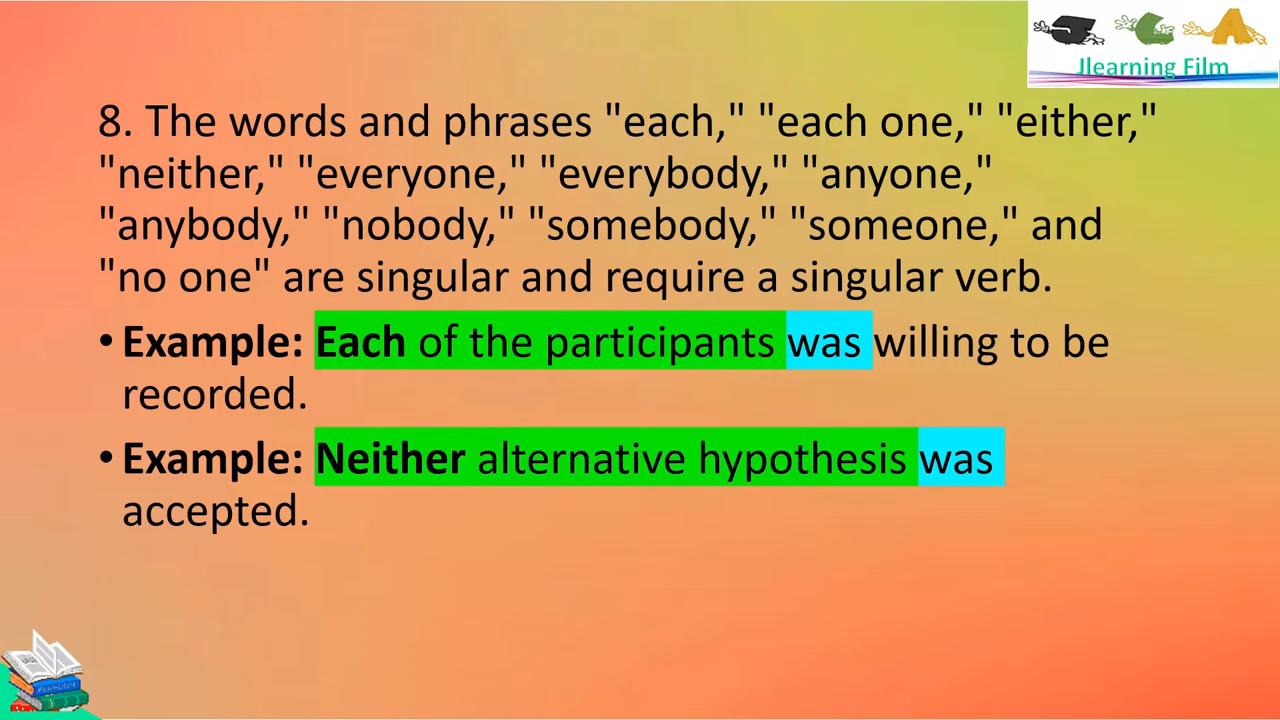 Jlearning Film
8. The words and phrases "each," "each one," "either,"
"neither," "everyone," "everybody," "anyone,"
"anybody," "nobody," "somebody," "someone," and
"no one" are singular and require a singular verb.
• Example: Each of the participants was willing to be
recorded.
• Example: Neither alternative hypothesis was
accepted.